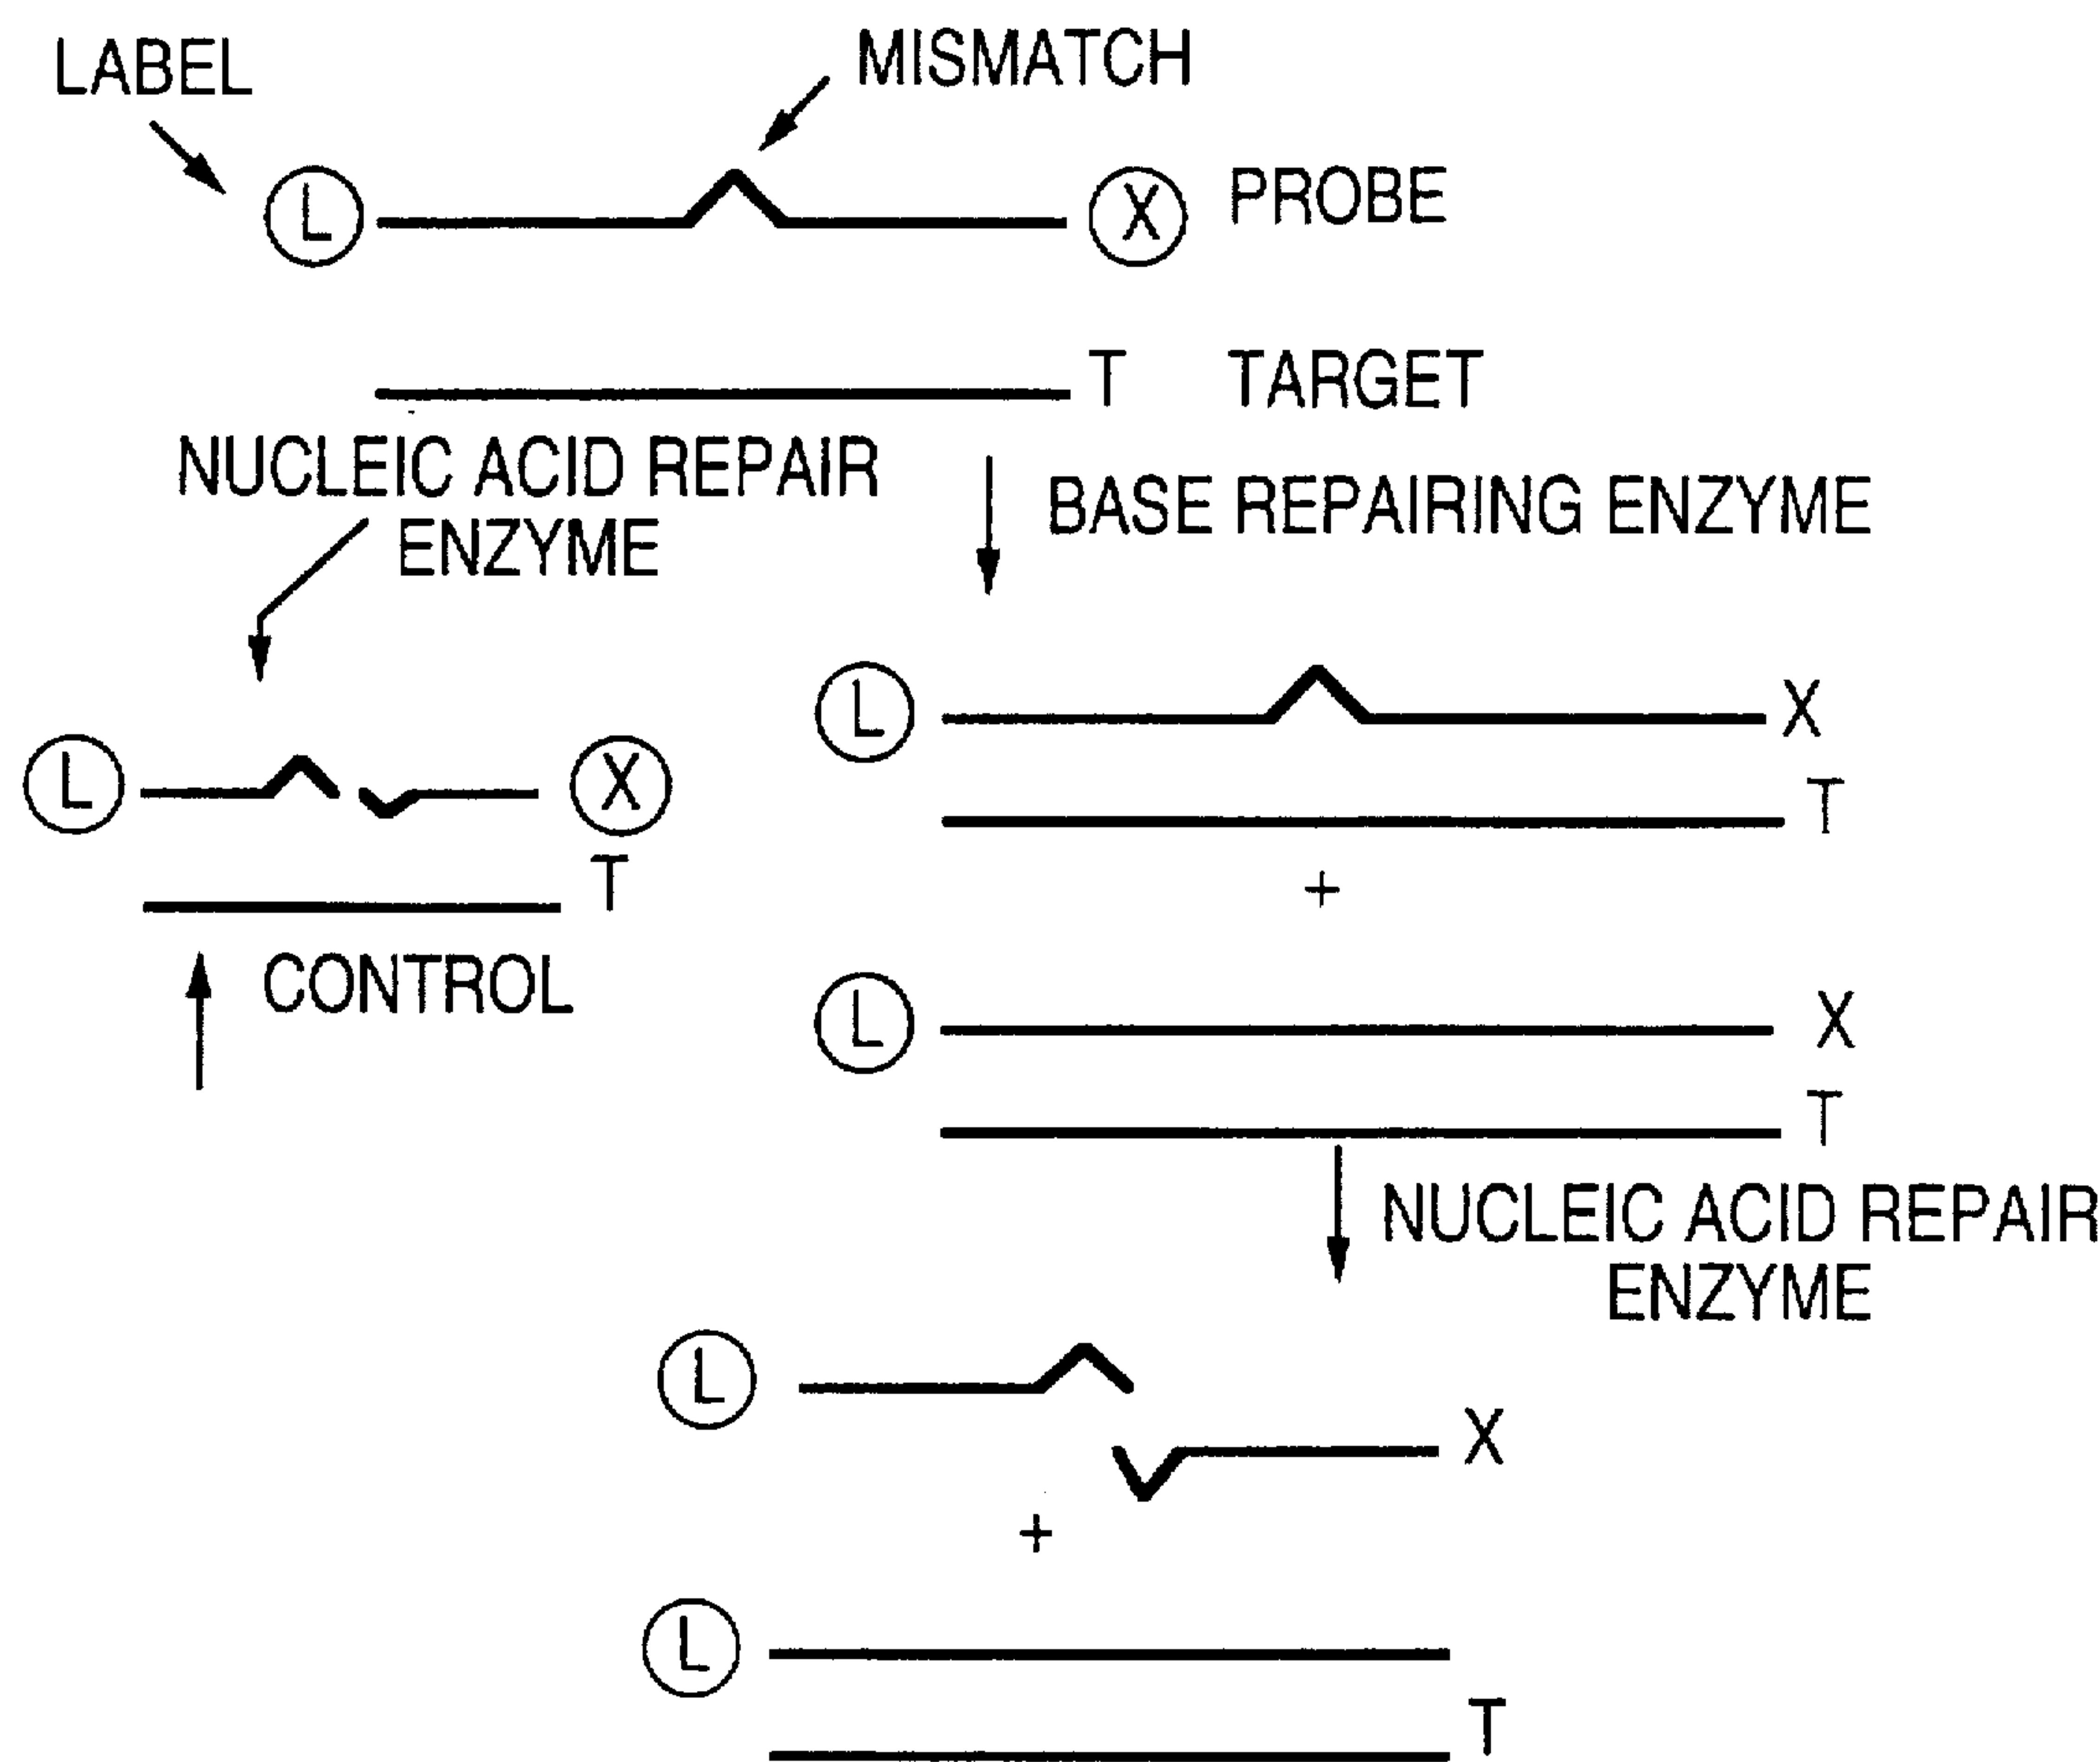 LABEL
MISMATCH
L
X PROBE
T TARGET
NUCLEIC ACID REPAIR
ENZYME
BASE REPAIRING ENZYME
L
X
T
+
L
X
T
L
X
T
CONTROL
NUCLEIC ACID REPAIR
ENZYME
L
X
+
L
T